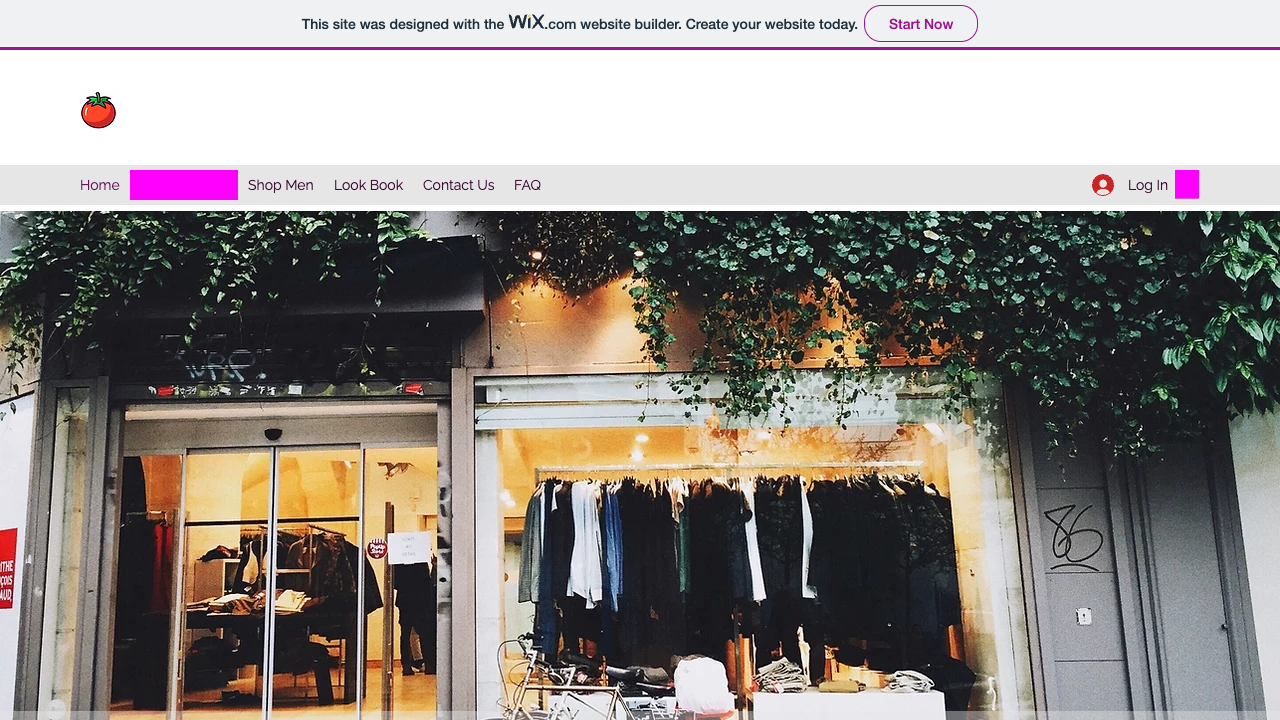 This site was designed with the WiX.com website builder. Create your website today.
Start Now
Home
Shop Men
Look Book
Contact Us
FAQ
Log In
86